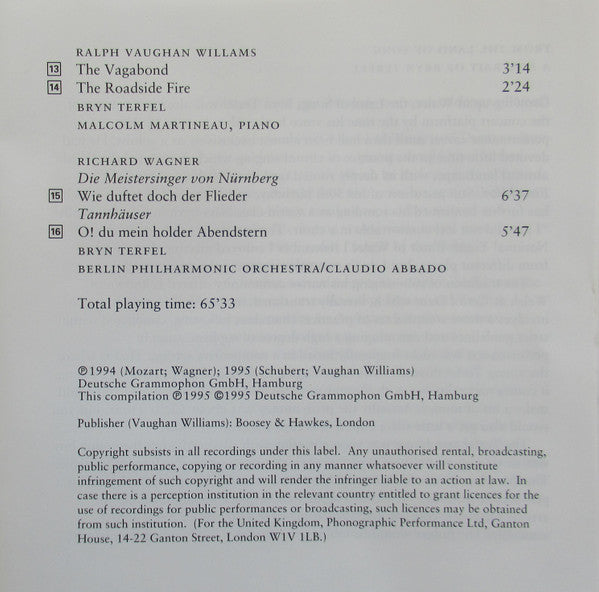 RALPH VAUGHAN WILLAMS
13 The Vagabond 3'14
14 The Roadside Fire 2'24
BRYN TERFEL
MALCOLM MARTINEAU, PIANO
RICHARD WAGNER
Die Meistersinger von Nürnberg
15 Wie duftet doch der Flieder 6'37
Tannhäuser
16 O! du mein holder Abendstern 5'47
BRYN TERFEL
BERLIN PHILHARMONIC ORCHESTRA/CLAUDIO ABBADO
Total playing time: 65'33
℗ 1994 (Mozart; Wagner); 1995 (Schubert; Vaughan Williams)
Deutsche Grammophon GmbH, Hamburg
This compilation ℗ 1995 © 1995 Deutsche Grammophon GmbH, Hamburg
Publisher (Vaughan Williams): Boosey & Hawkes, London
Copyright subsists in all recordings under this label. Any unauthorised rental, broadcasting,
public performance, copying or recording in any manner whatsoever will constitute
infringement of such copyright and will render the infringer liable to an action at law. In
case there is a perception institution in the relevant country entitled to grant licences for the
use of recordings for public performances or broadcasting, such licences may be obtained
from such institution. (For the United Kingdom, Phonographic Performance Ltd, Ganton
House, 14-22 Ganton Street, London W1V 1LB.)